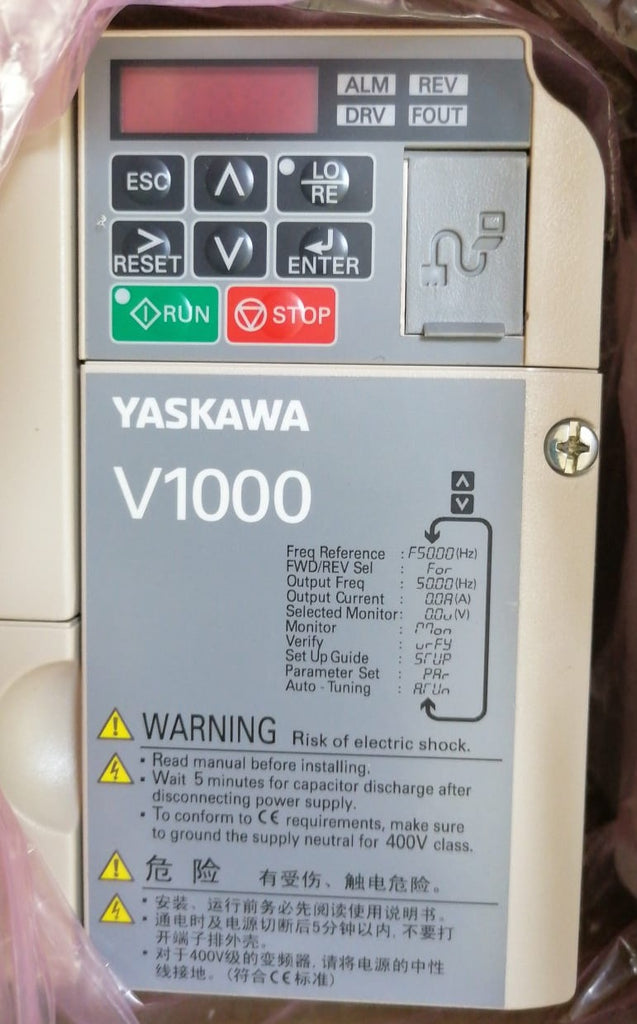 ALM REV
DRV FOUT
ESC
LO
RE
RESET
ENTER
RUN STOP
YASKAWA
V1000
Freq Reference : F50.00(Hz)
FWD/REV Sel : For
Output Freq : 50.00(Hz)
Output Current : 0.0A(A)
Selected Monitor: 0.0u(V)
Monitor : Mon
Verify : urFY
Set Up Guide : STUP
Parameter Set : PAr
Auto - Tuning : ATUn
WARNING Risk of electric shock.
• Read manual before installing.
• Wait 5 minutes for capacitor discharge after
disconnecting power supply.
• To conform to CE requirements, make sure
to ground the supply neutral for 400V class.
危险 有受伤、触电危险。
• 安装、运行前务必先阅读使用说明书。
• 通电时及电源切断后5分钟以内,不要打
开端子排外壳。
• 对于400V级的变频器,请将电源的中性
线接地。(符合CE标准)